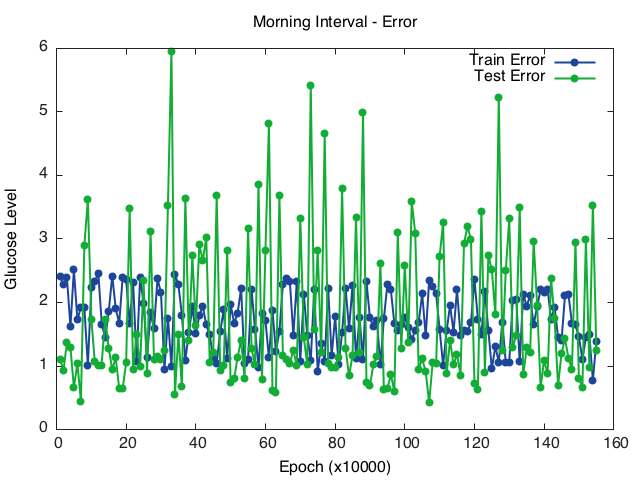 Morning Interval - Error
Train Error
Test Error
Glucose Level
6
5
4
3
2
1
0
0 20 40 60 80 100 120 140 160
Epoch (x10000)